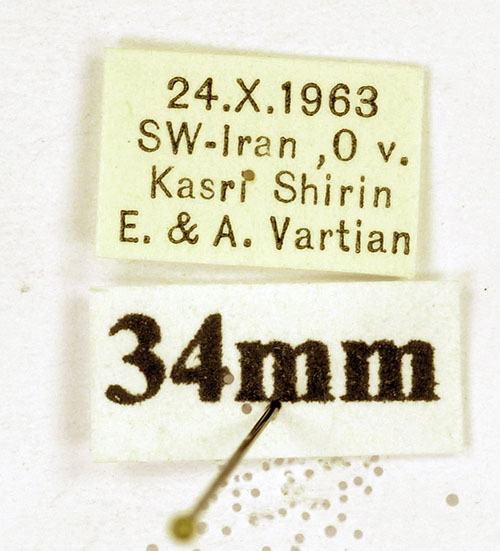 24.X.1963
SW-Iran ,O v.
Kasri Shirin
E. & A. Vartian
34mm